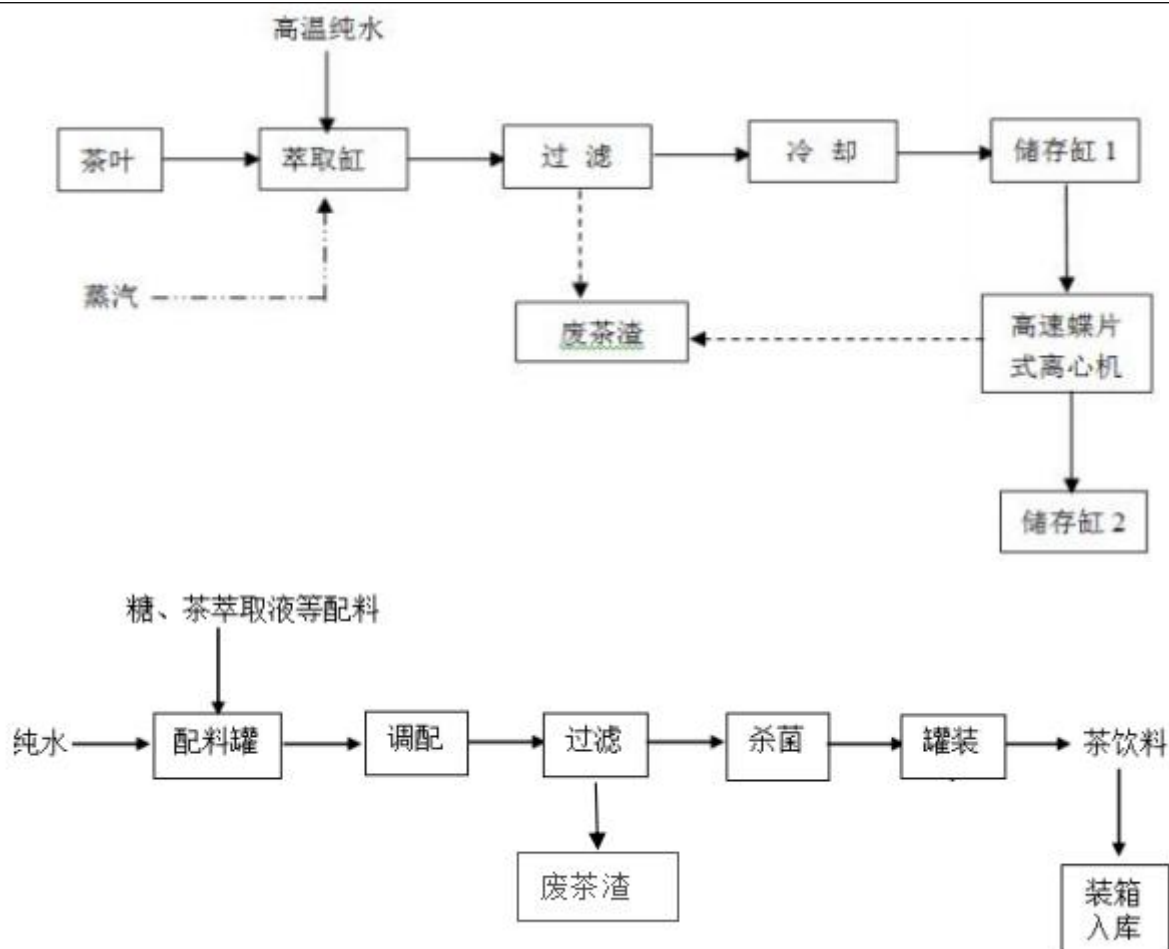 高温纯水
茶叶
萃取缸
过 滤
冷 却
储存缸 1
蒸汽
废茶渣
高速蝶片
式离心机
储存缸 2
糖、茶萃取液等配料
纯水
配料罐
调配
过滤
杀菌
罐装
茶饮料
废茶渣
装箱
入库